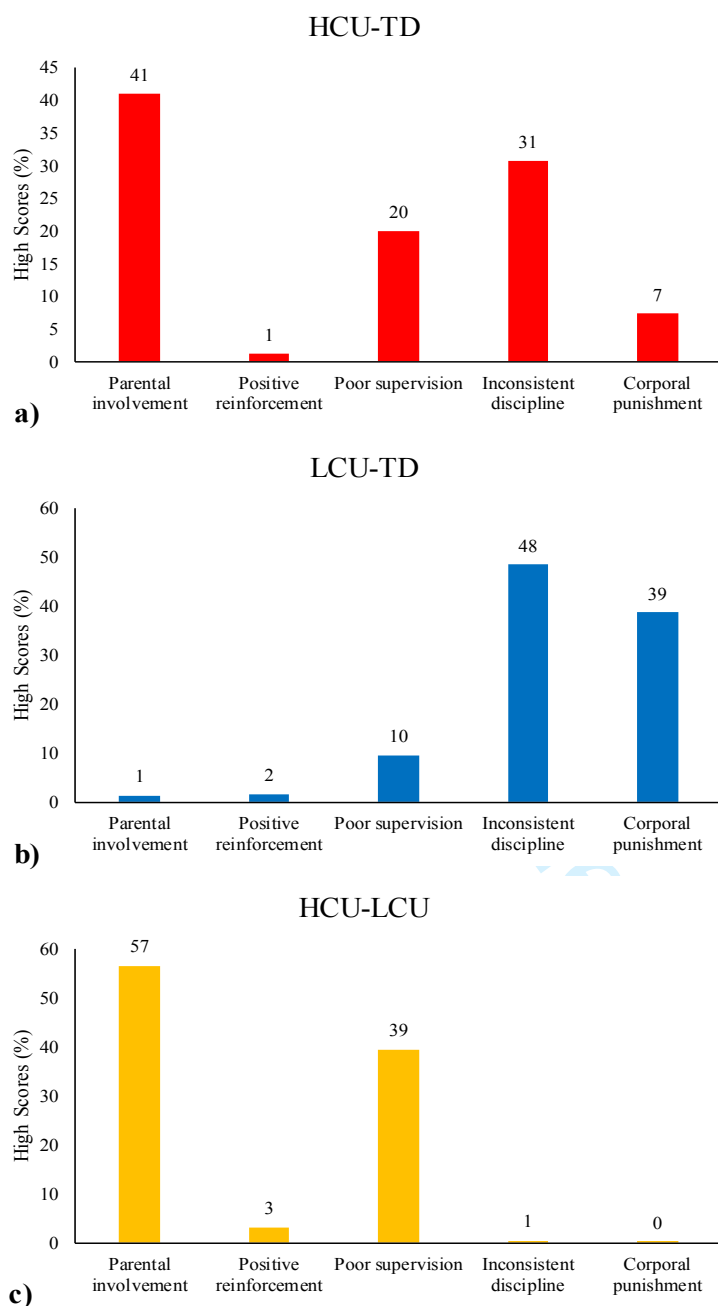 HCU-TD
High Scores (%)
45
40
35
30
25
20
15
10
5
0
41
1
20
31
7
Parental involvement
Positive reinforcement
Poor supervision
Inconsistent discipline
Corporal punishment
a)
LCU-TD
High Scores (%)
60
50
40
30
20
10
0
1
2
10
48
39
Parental involvement
Positive reinforcement
Poor supervision
Inconsistent discipline
Corporal punishment
b)
HCU-LCU
High Scores (%)
60
50
40
30
20
10
0
57
3
39
1
0
Parental involvement
Positive reinforcement
Poor supervision
Inconsistent discipline
Corporal punishment
c)